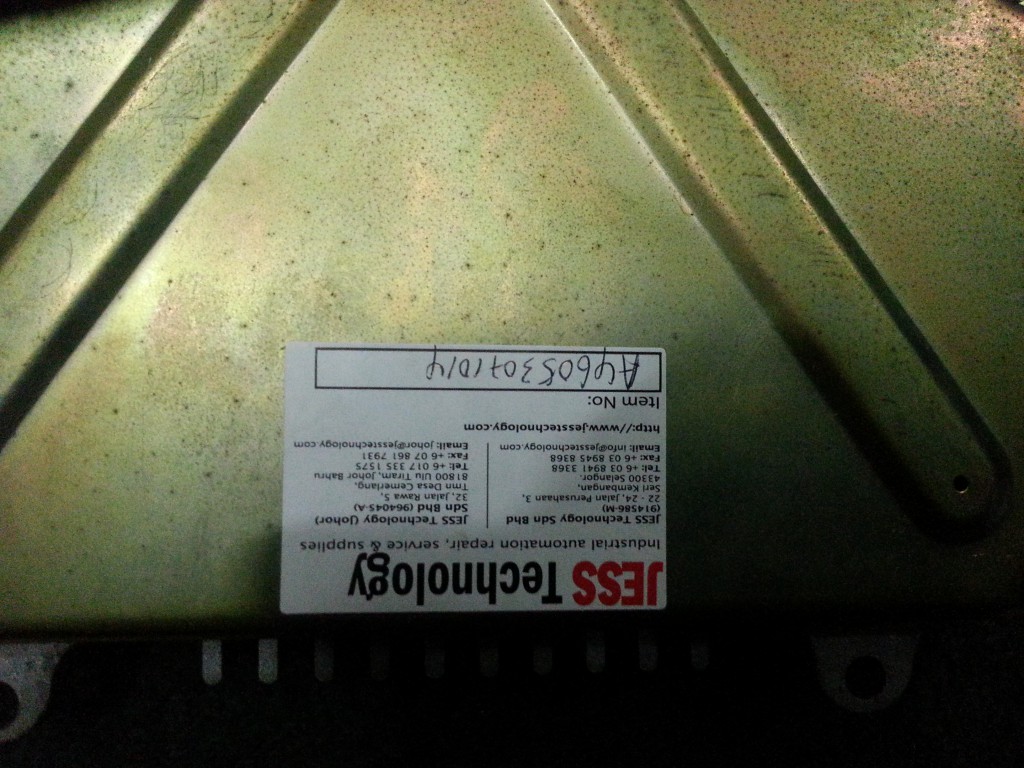 JESS Technology
Industrial automation repair, service & supplies
JESS Technology Sdn Bhd
(914586-M)
22 - 24, Jalan Perusahaan 3,
Seri Kembangan,
43300 Selangor.
Tel: +6 03 8941 3368
Fax: +6 03 8945 8368
Email: info@jesstechnology.com
JESS Technology (Johor)
Sdn Bhd (964045-A)
32, Jalan Rawa 5,
Tmn Desa Cemerlang,
81800 Ulu Tiram, Johor Bahru
Tel: +6 017 335 1575
Fax: +6 07 861 7931
Email: johor@jesstechnology.com
http://www.jesstechnology.com
Item No:
A46053071014